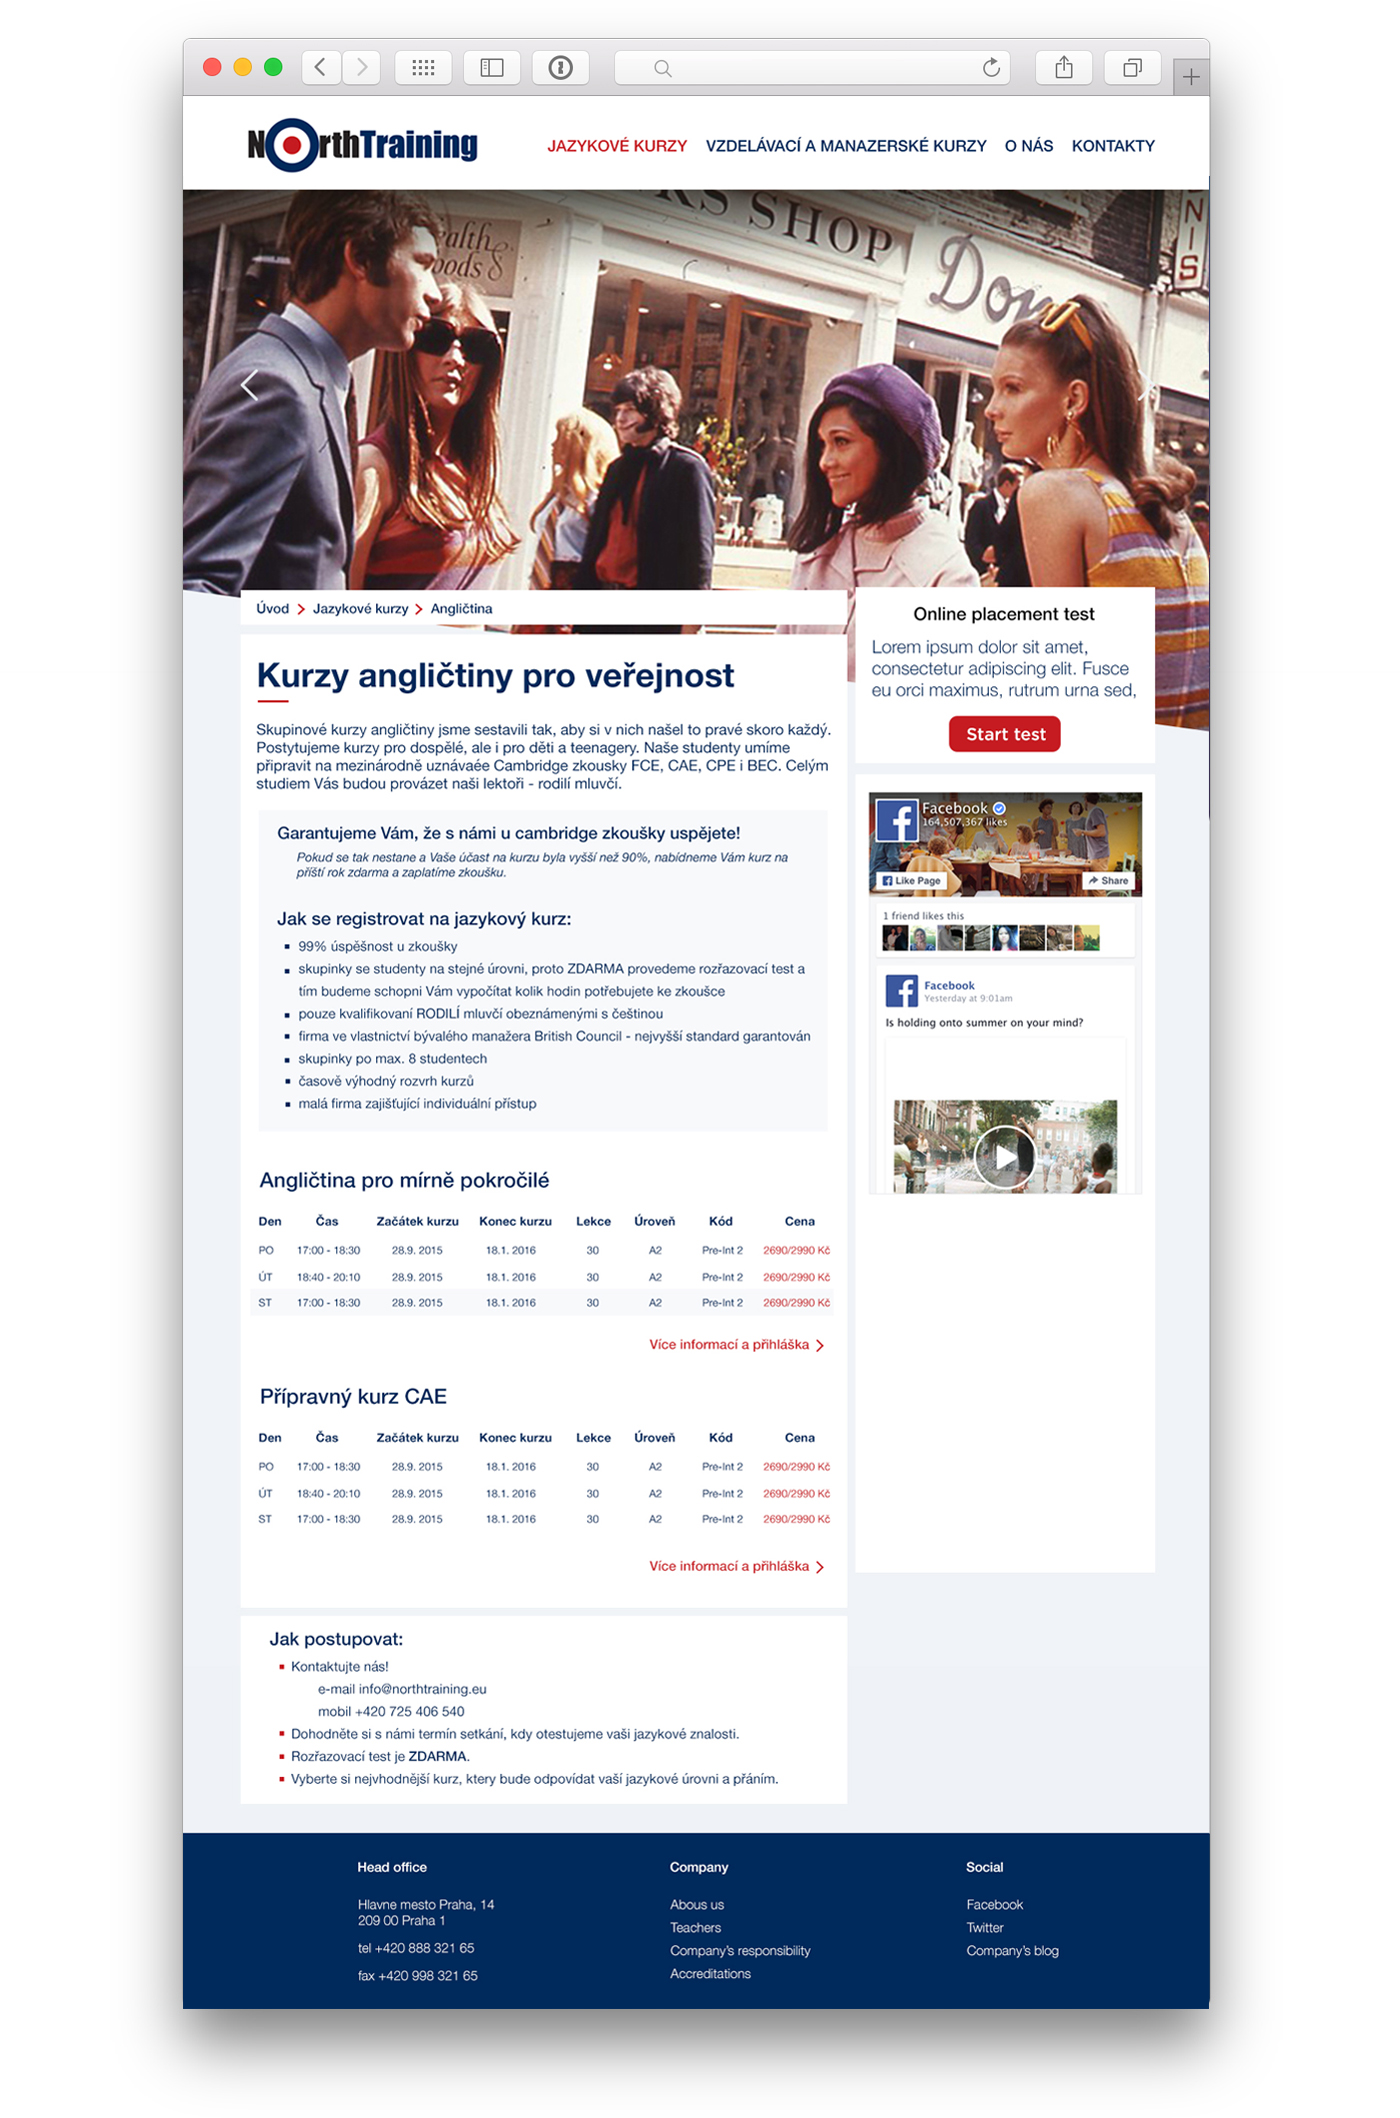 NorthTraining
JAZYKOVÉ KURZY VZDELÁVACÍ A MANAZERSKÉ KURZY O NÁS KONTAKTY
KS SHOP
NIS
Úvod > Jazykové kurzy > Angličtina
Kurzy angličtiny pro veřejnost
Skupinové kurzy angličtiny jsme sestavili tak, aby si v nich našel to pravé skoro každý.
Postytujeme kurzy pro dospělé, ale i pro děti a teenagery. Naše studenty umíme
připravit na mezinárodně uznávaée Cambridge zkousky FCE, CAE, CPE i BEC. Celým
studiem Vás budou provázet naši lektoři - rodilí mluvčí.
Garantujeme Vám, že s námi u cambridge zkoušky uspějete!
Pokud se tak nestane a Vaše účast na kurzu byla vyšší než 90%, nabídneme Vám kurz na
příští rok zdarma a zaplatíme zkoušku.
Jak se registrovat na jazykový kurz:
▪ 99% úspěšnost u zkoušky
▪ skupinky se studenty na stejné úrovni, proto ZDARMA provedeme rozřazovací test a
tím budeme schopni Vám vypočítat kolik hodin potřebujete ke zkoušce
▪ pouze kvalifikovaní RODILÍ mluvčí obeznámenými s češtinou
▪ firma ve vlastnictví bývalého manažera British Council - nejvyšší standard garantován
▪ skupinky po max. 8 studentech
▪ časově výhodný rozvrh kurzů
▪ malá firma zajišťující individuální přístup
Angličtina pro mírně pokročilé
Den Čas Začátek kurzu Konec kurzu Lekce Úroveň Kód Cena
PO 17:00 - 18:30 28.9. 2015 18.1. 2016 30 A2 Pre-Int 2 2690/2990 Kč
ÚT 18:40 - 20:10 28.9. 2015 18.1. 2016 30 A2 Pre-Int 2 2690/2990 Kč
ST 17:00 - 18:30 28.9. 2015 18.1. 2016 30 A2 Pre-Int 2 2690/2990 Kč
Více informací a přihláška >
Přípravný kurz CAE
Den Čas Začátek kurzu Konec kurzu Lekce Úroveň Kód Cena
PO 17:00 - 18:30 28.9. 2015 18.1. 2016 30 A2 Pre-Int 2 2690/2990 Kč
ÚT 18:40 - 20:10 28.9. 2015 18.1. 2016 30 A2 Pre-Int 2 2690/2990 Kč
ST 17:00 - 18:30 28.9. 2015 18.1. 2016 30 A2 Pre-Int 2 2690/2990 Kč
Více informací a přihláška >
Jak postupovat:
▪ Kontaktujte nás!
e-mail info@northtraining.eu
mobil +420 725 406 540
▪ Dohodněte si s námi termín setkání, kdy otestujeme vaši jazykové znalosti.
▪ Rozřazovací test je ZDARMA.
▪ Vyberte si nejvhodnější kurz, ktery bude odpovídat vaší jazykové úrovni a přáním.
Online placement test
Lorem ipsum dolor sit amet,
consectetur adipiscing elit. Fusce
eu orci maximus, rutrum urna sed,
Start test
Facebook
164,507,367 likes
Like Page Share
1 friend likes this
Facebook
Yesterday at 9:01am
Is holding onto summer on your mind?
Head office
Hlavne mesto Praha, 14
209 00 Praha 1
tel +420 888 321 65
fax +420 998 321 65
Company
Abous us
Teachers
Company's responsibility
Accreditations
Social
Facebook
Twitter
Company's blog